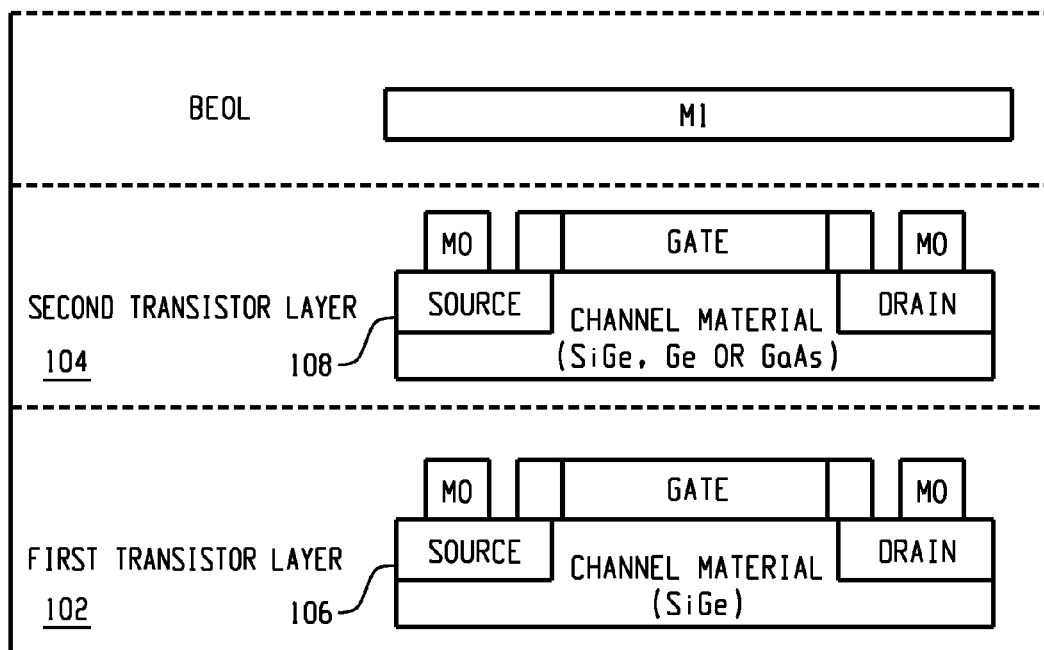 BEOL
M1
M0
GATE
M0
SECOND TRANSISTOR LAYER
SOURCE
DRAIN
CHANNEL MATERIAL
(SiGe, Ge OR GaAs)
104
108
M0
GATE
M0
FIRST TRANSISTOR LAYER
SOURCE
DRAIN
CHANNEL MATERIAL
(SiGe)
102
106